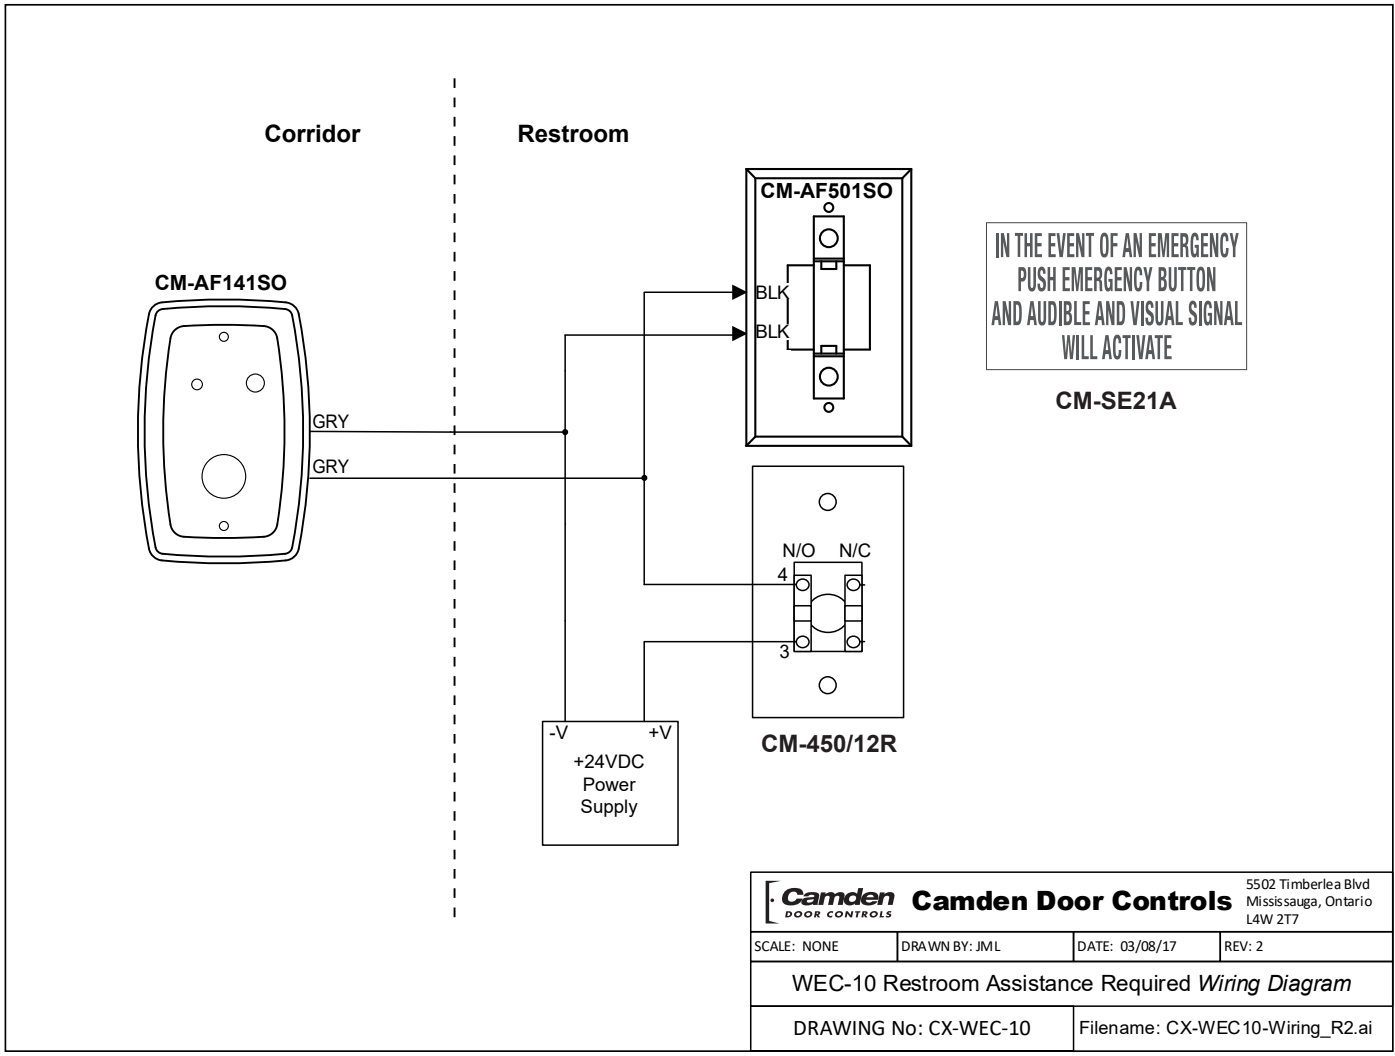 Corridor
Restroom
CM-AF501SO
CM-AF141SO
BLK
BLK
GRY
GRY
IN THE EVENT OF AN EMERGENCY
PUSH EMERGENCY BUTTON
AND AUDIBLE AND VISUAL SIGNAL
WILL ACTIVATE
CM-SE21A
N/O N/C
4
3
CM-450/12R
-V +V
+24VDC
Power
Supply
Camden
DOOR CONTROLS
Camden Door Controls
5502 Timberlea Blvd
Mississauga, Ontario
L4W 2T7
SCALE: NONE
DRAWN BY: JML
DATE: 03/08/17
REV: 2
WEC-10 Restroom Assistance Required Wiring Diagram
DRAWING No: CX-WEC-10
Filename: CX-WEC10-Wiring_R2.ai